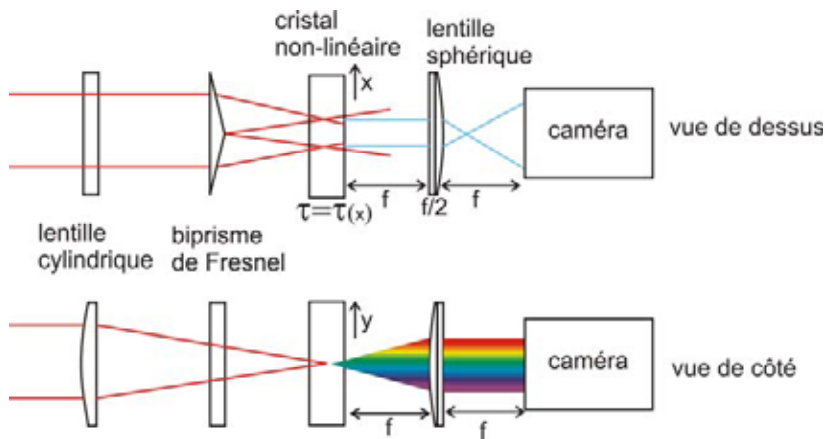 cristal
non-linéaire
lentille
sphérique
x
caméra
vue de dessus
f
f
τ=τ(x)
f/2
lentille
cylindrique
biprisme
de Fresnel
y
caméra
vue de côté
f
f